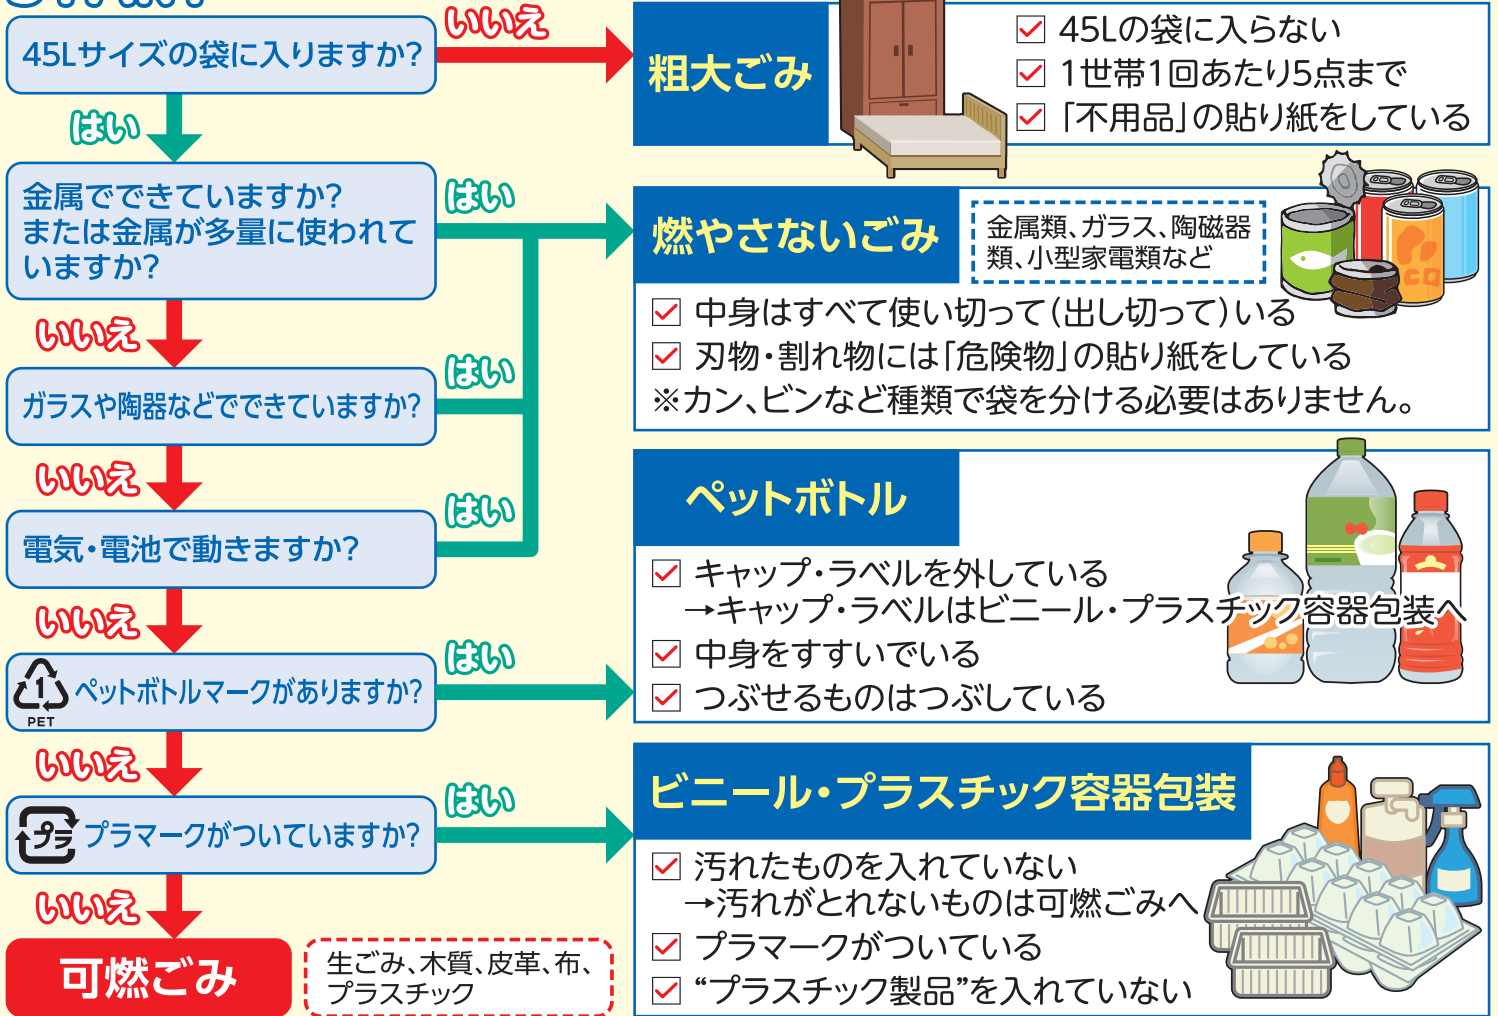 45Lサイズの袋に入りますか?
いいえ
はい
粗大ごみ
45Lの袋に入らない
1世帯1回あたり5点まで
「不用品」の貼り紙をしている
金属でできていますか?
または金属が多量に使われて
いますか?
はい
いいえ
燃やさないごみ
金属類、ガラス、陶磁器
類、小型家電類など
中身はすべて使い切って(出し切って)いる
刃物・割れ物には「危険物」の貼り紙をしている
※カン、ビンなど種類で袋を分ける必要はありません。
ガラスや陶器などでできていますか?
はい
いいえ
電気・電池で動きますか?
はい
いいえ
1
PET
ペットボトルマークがありますか?
はい
いいえ
ペットボトル
キャップ・ラベルを外している
→キャップ・ラベルはビニール・プラスチック容器包装へ
中身をすすいでいる
つぶせるものはつぶしている
プラ
プラマークがついていますか?
はい
いいえ
ビニール・プラスチック容器包装
汚れたものを入れていない
→汚れがとれないものは可燃ごみへ
プラマークがついている
“プラスチック製品”を入れていない
可燃ごみ
生ごみ、木質、皮革、布、
プラスチック